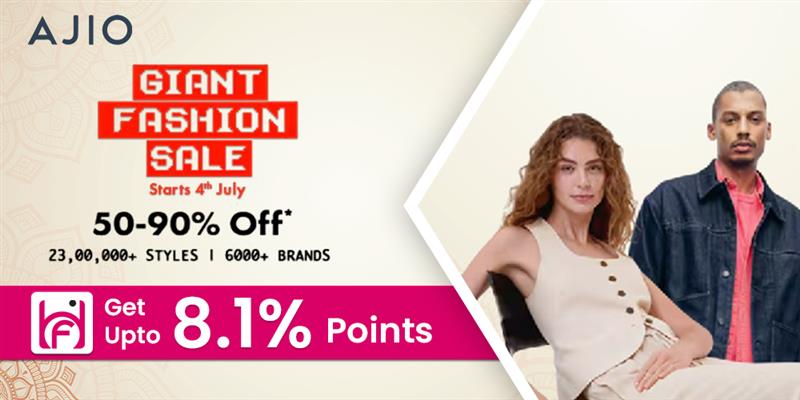 AJIO
GIANT
FASHION
SALE
Starts 4th July
50-90% Off*
23,00,000+ STYLES | 6000+ BRANDS
Get
Upto
8.1% Points